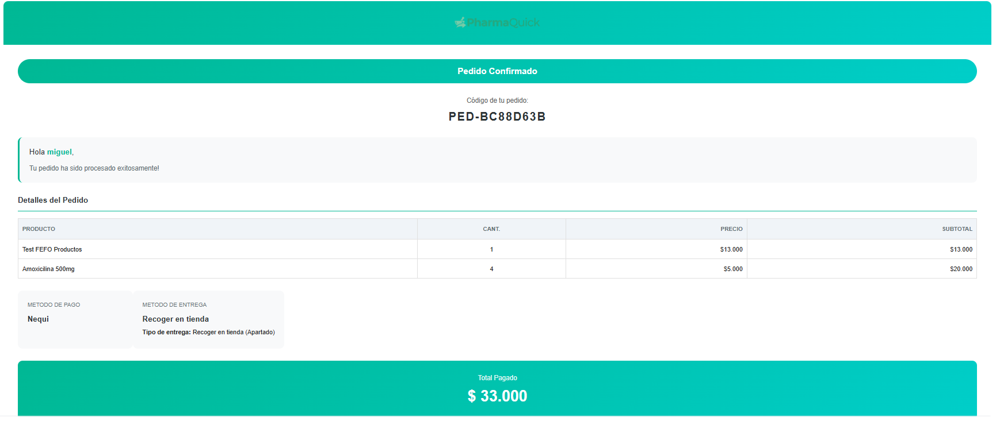 PharmaQuick
Pedido Confirmado
Código de tu pedido:
PED-BC88D63B
Hola miguel,
Tu pedido ha sido procesado exitosamente!
Detalles del Pedido
PRODUCTO CANT. PRECIO SUBTOTAL
Test FEFO Productos 1 $13.000 $13.000
Amoxicilina 500mg 4 $5.000 $20.000
METODO DE PAGO
Nequi
METODO DE ENTREGA
Recoger en tienda
Tipo de entrega: Recoger en tienda (Apartado)
Total Pagado
$ 33.000